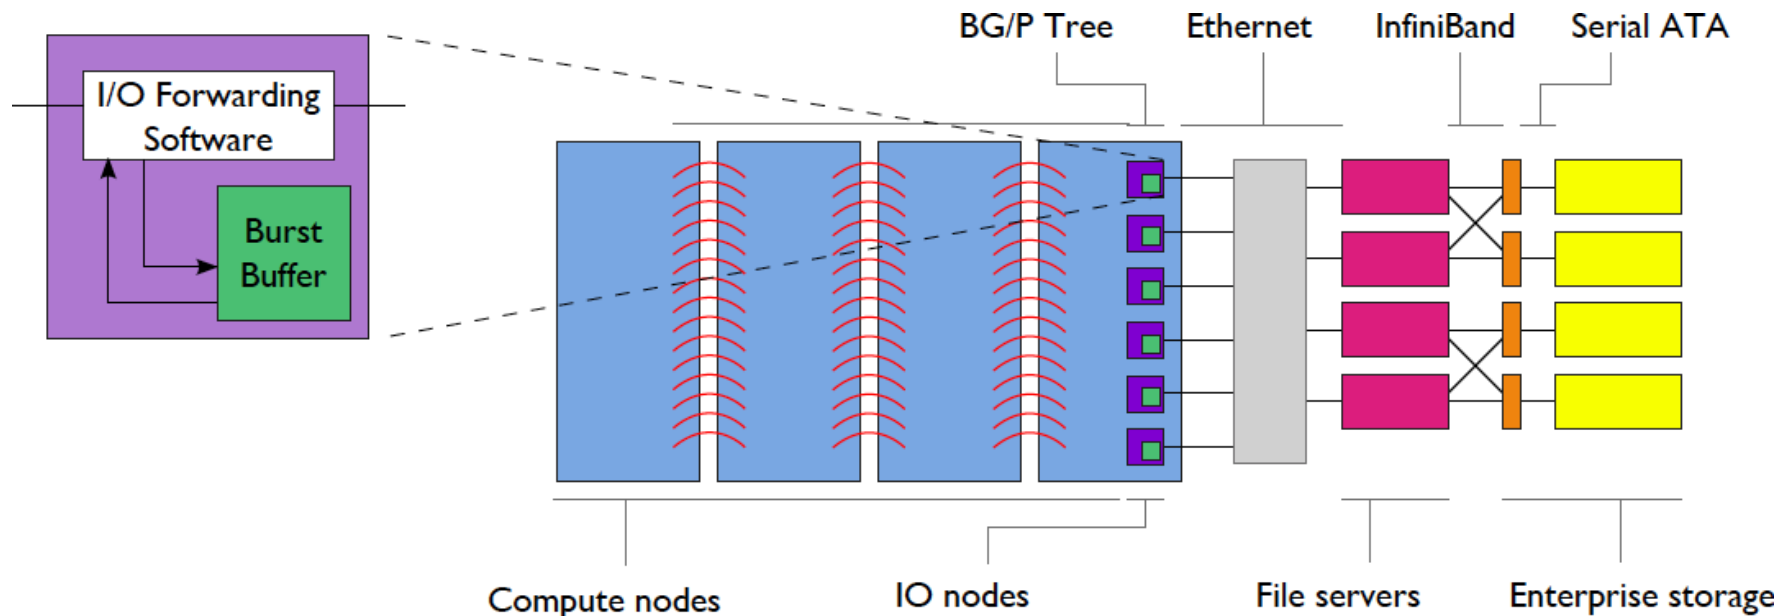 BG/P Tree
Ethernet
InfiniBand
Serial ATA
I/O Forwarding
Software
Burst
Buffer
Compute nodes
IO nodes
File servers
Enterprise storage